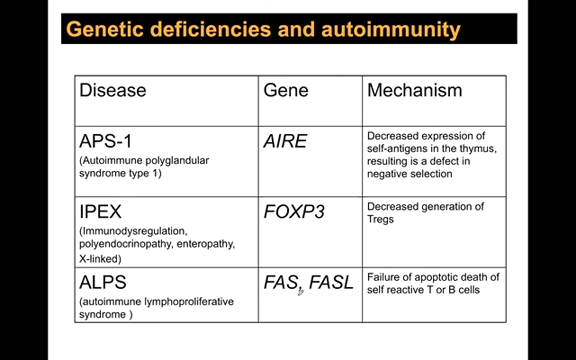 Genetic deficiencies and autoimmunity
Disease
Gene
Mechanism
APS-1
(Autoimmune polyglandular
syndrome type 1)
AIRE
Decreased expression of
self-antigens in the thymus,
resulting is a defect in
negative selection
IPEX
(Immunodysregulation,
polyendocrinopathy, enteropathy,
X-linked)
FOXP3
Decreased generation of
Tregs
ALPS
(autoimmune lymphoproliferative
syndrome )
FAS, FASL
Failure of apoptotic death of
self reactive T or B cells